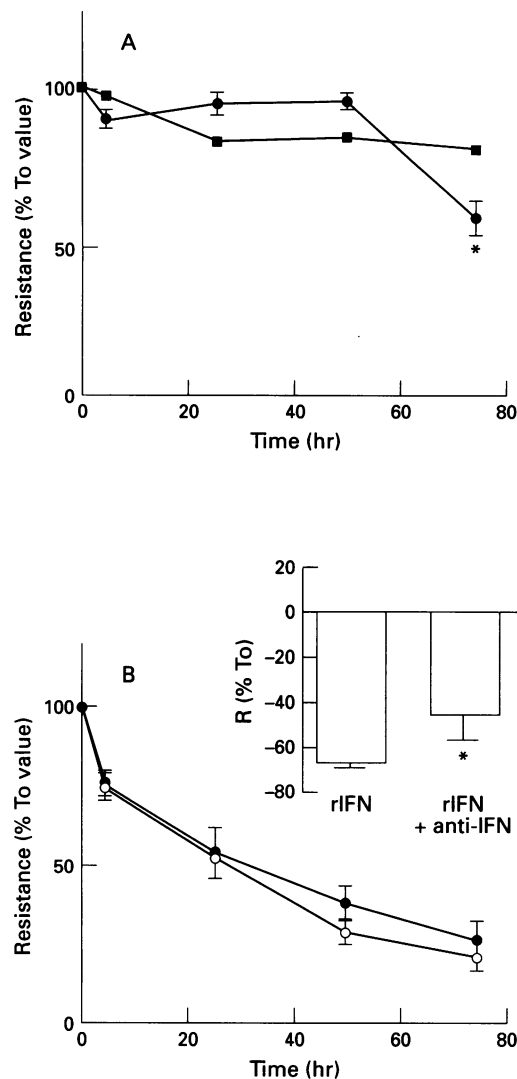 A
100
50
0
Resistance (% To value)
*
0 20 40 60 80
Time (hr)
B
100
50
0
Resistance (% To value)
0 20 40 60 80
Time (hr)
20
0
–20
–40
–60
–80
R (% To)
*
rIFN rIFN
+ anti-IFN